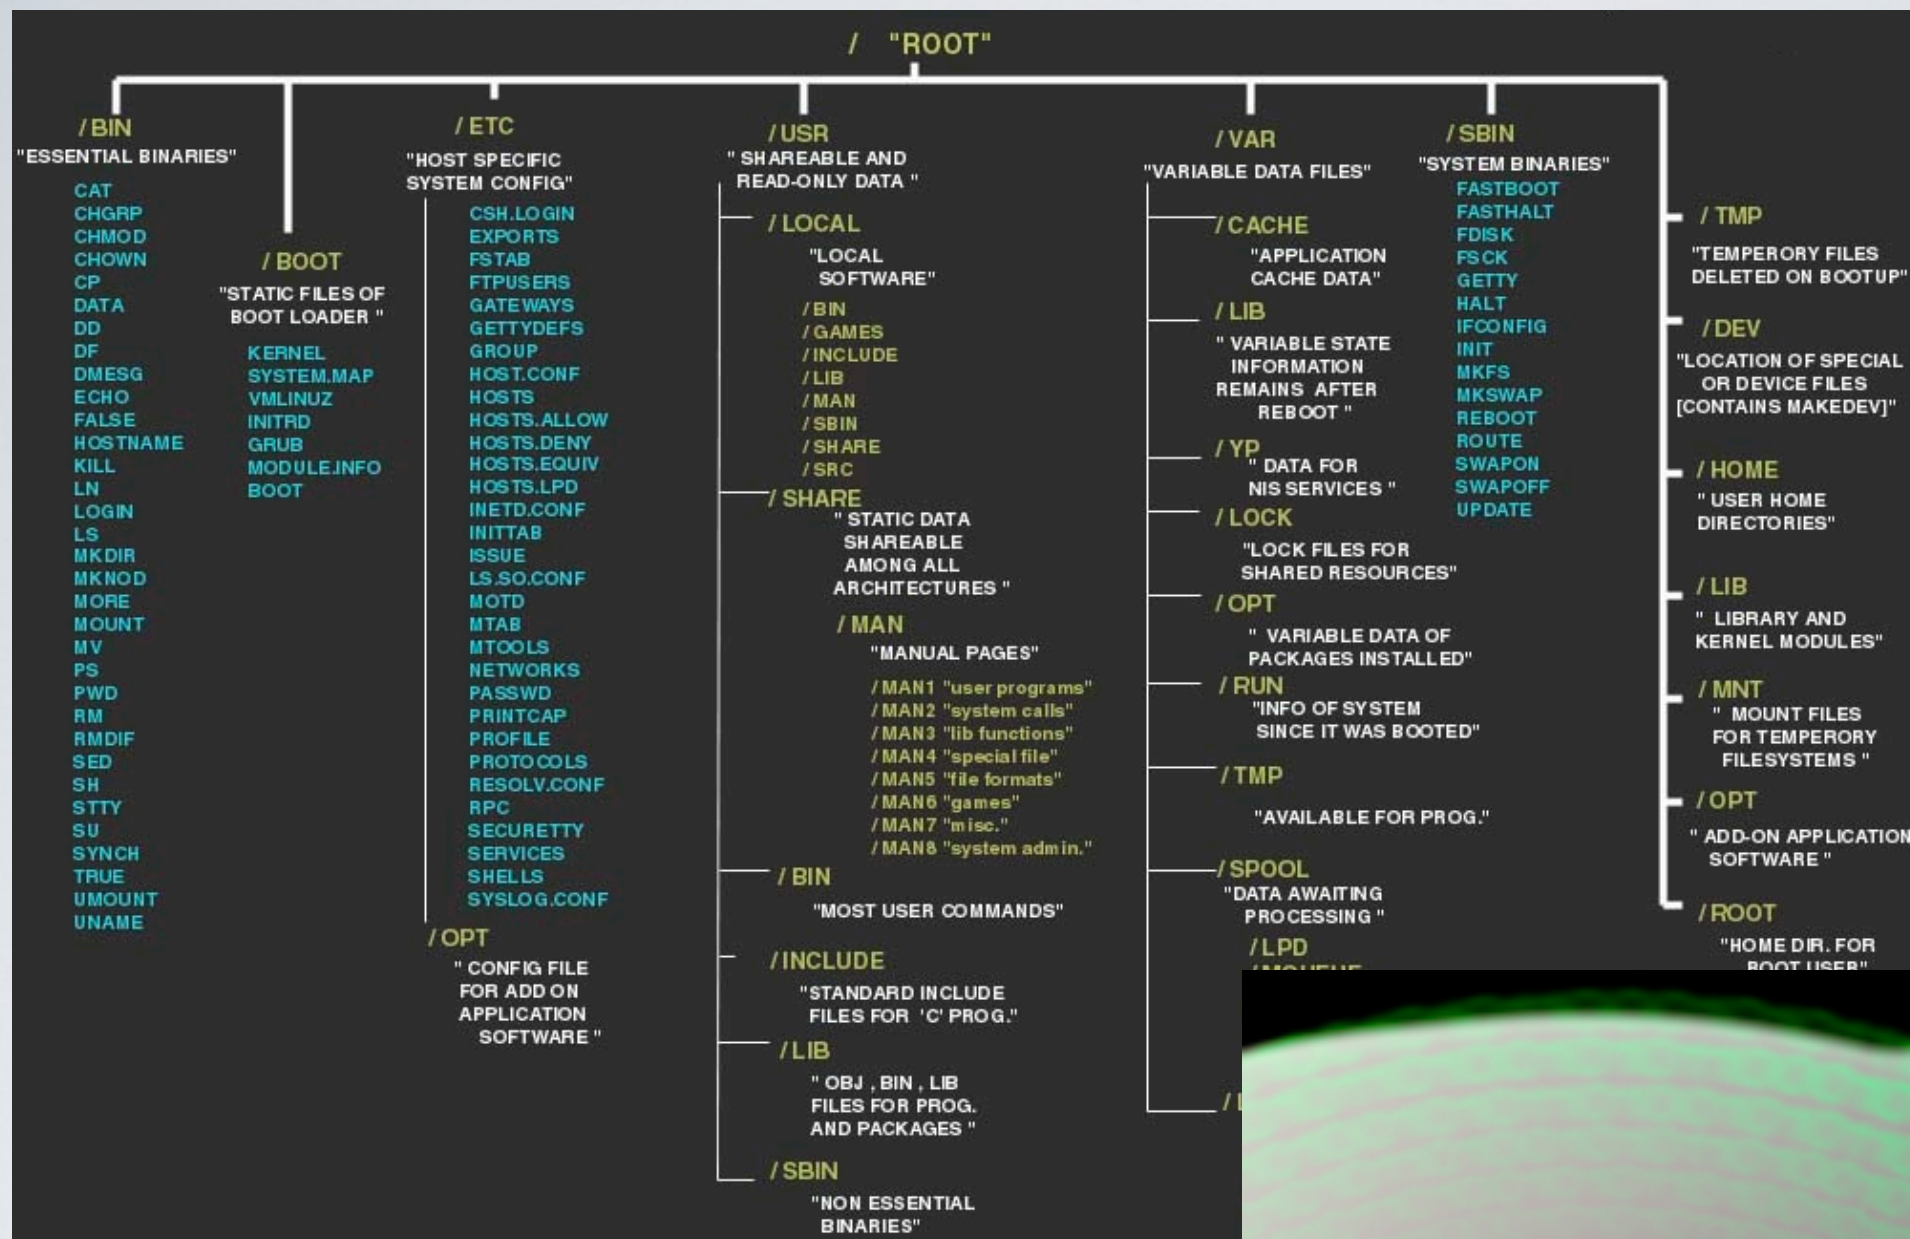 / "ROOT"
/BIN
"ESSENTIAL BINARIES"
CAT
CHGRP
CHMOD
CHOWN
CP
DATA
DD
DF
DMESG
ECHO
FALSE
HOSTNAME
KILL
LN
LOGIN
LS
MKDIR
MKNOD
MORE
MOUNT
MV
PS
PWD
RM
RMDIF
SED
SH
STTY
SU
SYNCH
TRUE
UMOUNT
UNAME
/BOOT
"STATIC FILES OF
BOOT LOADER "
KERNEL
SYSTEM.MAP
VMLINUZ
INITRD
GRUB
MODULE.INFO
BOOT
/ETC
"HOST SPECIFIC
SYSTEM CONFIG"
CSH.LOGIN
EXPORTS
FSTAB
FTPUSERS
GATEWAYS
GETTYDEFS
GROUP
HOST.CONF
HOSTS
HOSTS.ALLOW
HOSTS.DENY
HOSTS.EQUIV
HOSTS.LPD
INETD.CONF
INITTAB
ISSUE
LS.SO.CONF
MOTD
MTAB
MTOOLS
NETWORKS
PASSWD
PRINTCAP
PROFILE
PROTOCOLS
RESOLV.CONF
RPC
SECURETTY
SERVICES
SHELLS
SYSLOG.CONF
/OPT
" CONFIG FILE
FOR ADD ON
APPLICATION
SOFTWARE "
/USR
" SHAREABLE AND
READ-ONLY DATA "
/LOCAL
"LOCAL
SOFTWARE"
/BIN
/GAMES
/INCLUDE
/LIB
/MAN
/SBIN
/SHARE
/SRC
/SHARE
" STATIC DATA
SHAREABLE
AMONG ALL
ARCHITECTURES "
/MAN
"MANUAL PAGES"
/MAN1 "user programs"
/MAN2 "system calls"
/MAN3 "lib functions"
/MAN4 "special file"
/MAN5 "file formats"
/MAN6 "games"
/MAN7 "misc."
/MAN8 "system admin."
/BIN
"MOST USER COMMANDS"
/INCLUDE
"STANDARD INCLUDE
FILES FOR 'C' PROG."
/LIB
" OBJ , BIN , LIB
FILES FOR PROG.
AND PACKAGES "
/SBIN
"NON ESSENTIAL
BINARIES"
/VAR
"VARIABLE DATA FILES"
/CACHE
"APPLICATION
CACHE DATA"
/LIB
" VARIABLE STATE
INFORMATION
REMAINS AFTER
REBOOT "
/YP
" DATA FOR
NIS SERVICES "
/LOCK
"LOCK FILES FOR
SHARED RESOURCES"
/OPT
" VARIABLE DATA OF
PACKAGES INSTALLED"
/RUN
"INFO OF SYSTEM
SINCE IT WAS BOOTED"
/TMP
"AVAILABLE FOR PROG."
/SPOOL
"DATA AWAITING
PROCESSING "
/LPD
/SBIN
"SYSTEM BINARIES"
FASTBOOT
FASTHALT
FDISK
FSCK
GETTY
HALT
IFCONFIG
INIT
MKFS
MKSWAP
REBOOT
ROUTE
SWAPON
SWAPOFF
UPDATE
/TMP
"TEMPERORY FILES
DELETED ON BOOTUP"
/DEV
"LOCATION OF SPECIAL
OR DEVICE FILES
[CONTAINS MAKEDEV]"
/HOME
" USER HOME
DIRECTORIES"
/LIB
" LIBRARY AND
KERNEL MODULES"
/MNT
" MOUNT FILES
FOR TEMPERORY
FILESYSTEMS "
/OPT
" ADD-ON APPLICATION
SOFTWARE "
/ROOT
"HOME DIR. FOR
ROOT USER"